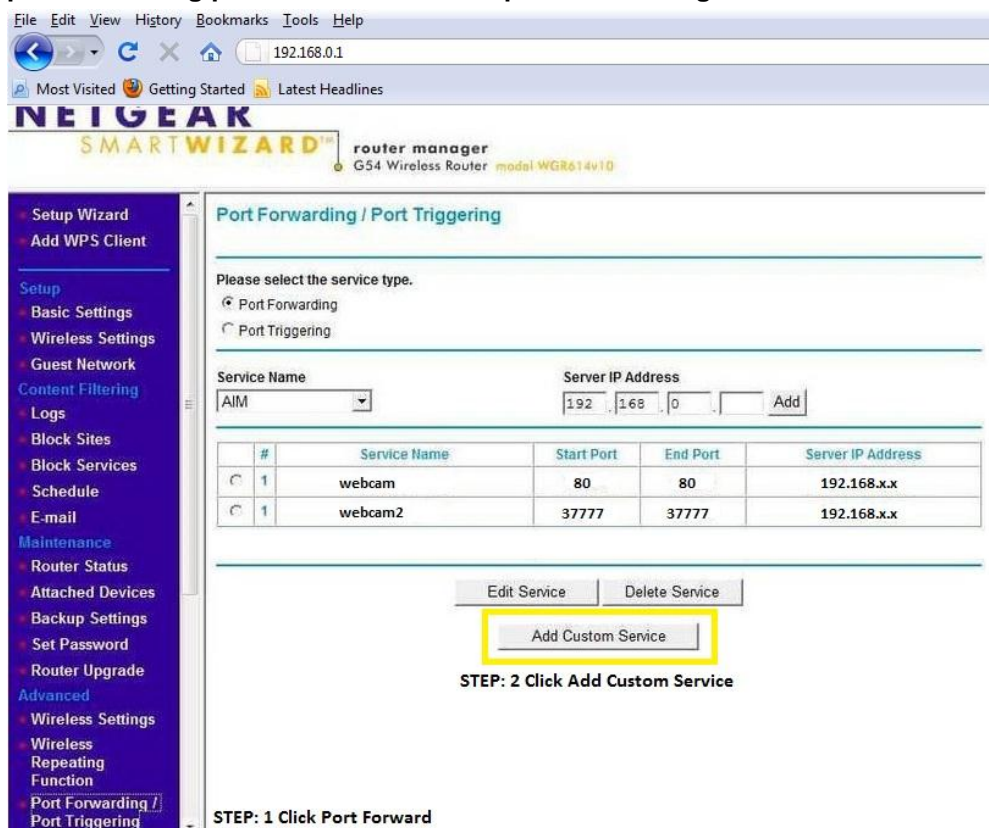 File Edit View History Bookmarks Tools Help
192.168.0.1
Most Visited Getting Started Latest Headlines
NETGEAR
SMARTWIZARD™ router manager
G54 Wireless Router model WGR614v10
Setup Wizard
Add WPS Client
Setup
Basic Settings
Wireless Settings
Guest Network
Content Filtering
Logs
Block Sites
Block Services
Schedule
E-mail
Maintenance
Router Status
Attached Devices
Backup Settings
Set Password
Router Upgrade
Advanced
Wireless Settings
Wireless
Repeating
Function
Port Forwarding /
Port Triggering
Port Forwarding / Port Triggering
Please select the service type.
Port Forwarding
Port Triggering
Service Name Server IP Address
AIM 192 . 168 . 0 . Add
# Service Name Start Port End Port Server IP Address
1 webcam 80 80 192.168.x.x
1 webcam2 37777 37777 192.168.x.x
Edit Service Delete Service
Add Custom Service
STEP: 2 Click Add Custom Service
STEP: 1 Click Port Forward